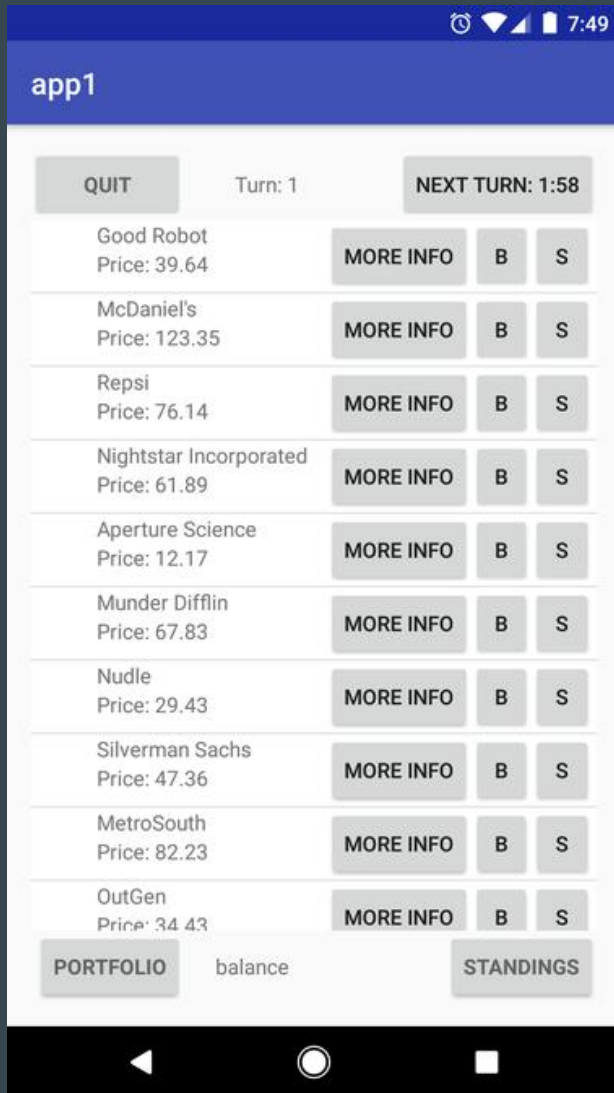 7:49
app1
QUIT Turn: 1 NEXT TURN: 1:58
Good Robot
Price: 39.64
MORE INFO B S
McDaniel's
Price: 123.35
MORE INFO B S
Repsi
Price: 76.14
MORE INFO B S
Nightstar Incorporated
Price: 61.89
MORE INFO B S
Aperture Science
Price: 12.17
MORE INFO B S
Munder Difflin
Price: 67.83
MORE INFO B S
Nudle
Price: 29.43
MORE INFO B S
Silverman Sachs
Price: 47.36
MORE INFO B S
MetroSouth
Price: 82.23
MORE INFO B S
OutGen
Price: 34.43
MORE INFO B S
PORTFOLIO balance STANDINGS